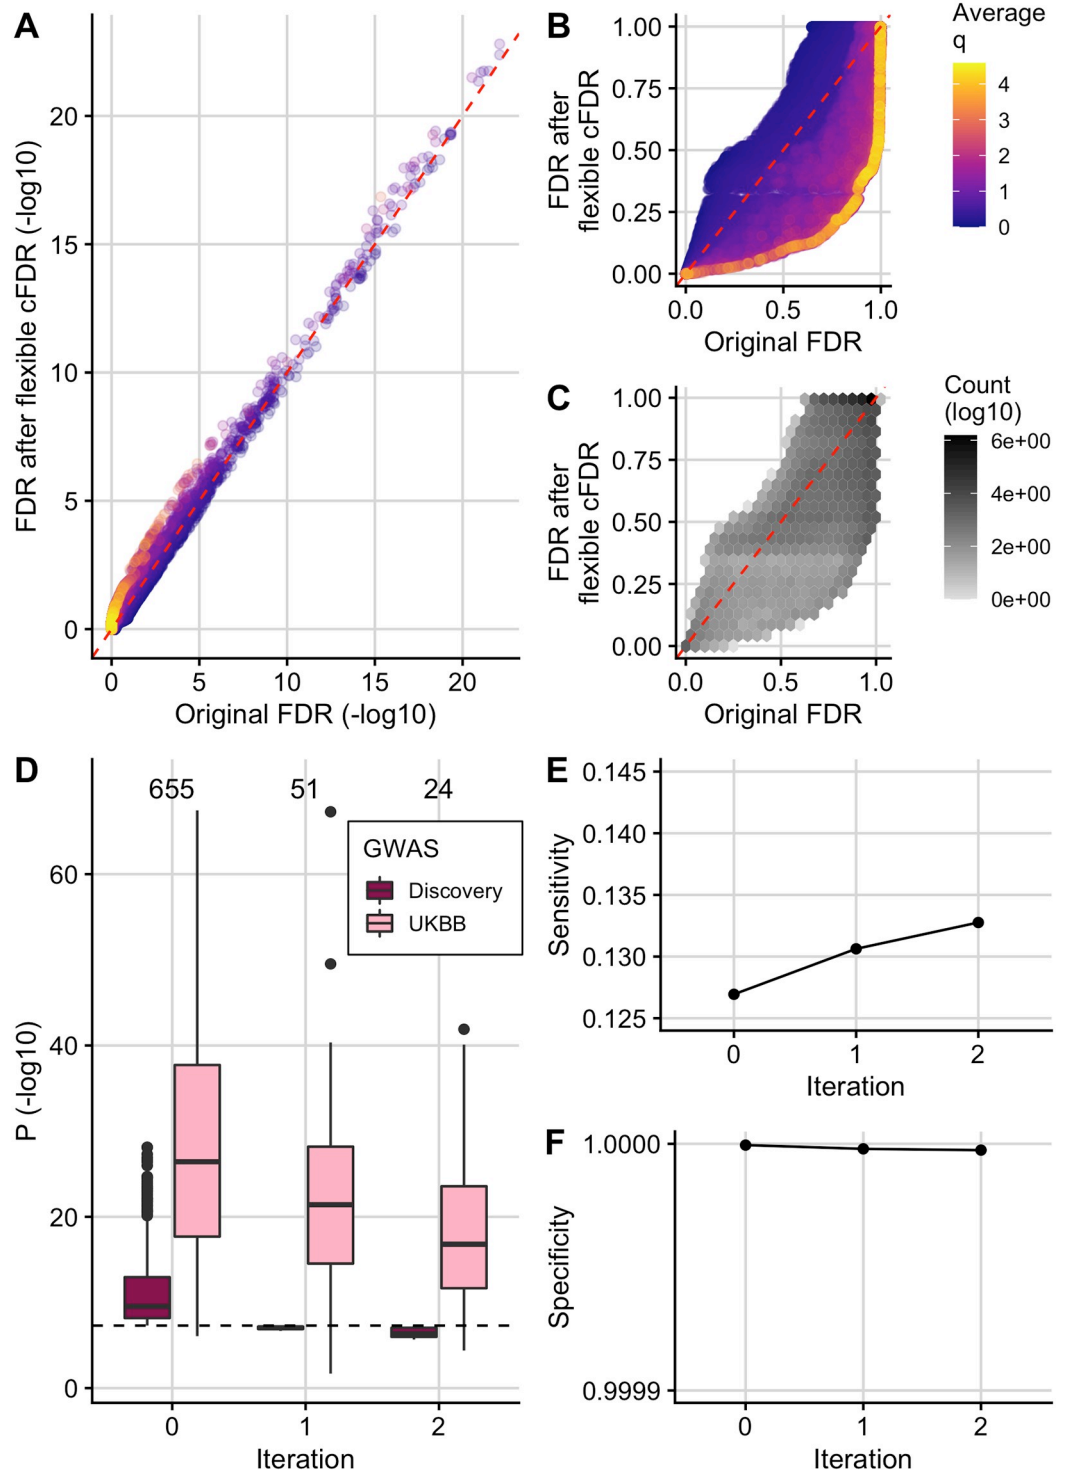 A
FDR after flexible cFDR (-log10)
20
15
10
5
0
0 5 10 15 20
Original FDR (-log10)
B
FDR after
flexible cFDR
1.00
0.75
0.50
0.25
0.00
0.0 0.5 1.0
Original FDR
Average
q
4
3
2
1
0
C
FDR after
flexible cFDR
1.00
0.75
0.50
0.25
0.00
0.0 0.5 1.0
Original FDR
Count
(log10)
6e+00
4e+00
2e+00
0e+00
D
655 51 24
P (-log10)
60
40
20
0
GWAS
Discovery
UKBB
0 1 2
Iteration
E
Sensitivity
0.145
0.140
0.135
0.130
0.125
0 1 2
Iteration
F
Specificity
1.0000
0.9999
0 1 2
Iteration